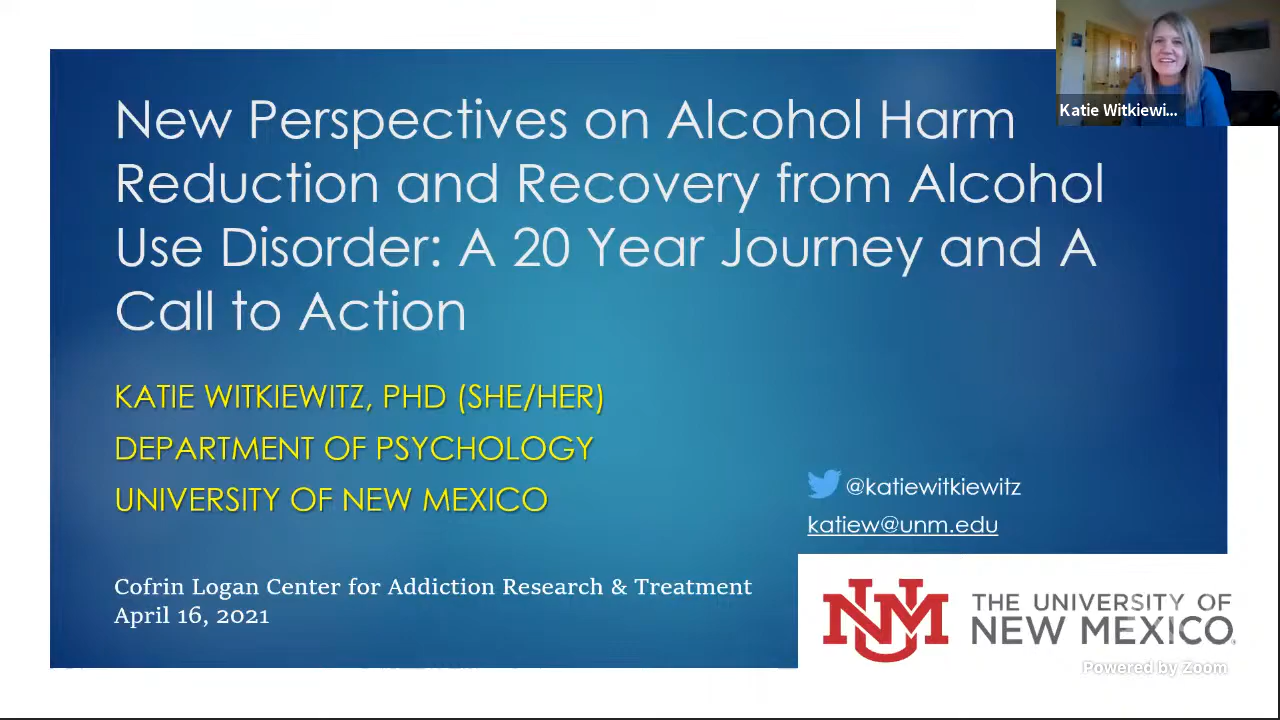 New Perspectives on Alcohol Harm
Reduction and Recovery from Alcohol
Use Disorder: A 20 Year Journey and A
Call to Action
Katie Witkiewi...
KATIE WITKIEWITZ, PHD (SHE/HER)
DEPARTMENT OF PSYCHOLOGY
UNIVERSITY OF NEW MEXICO
@katiewitkiewitz
katiew@unm.edu
Cofrin Logan Center for Addiction Research & Treatment
April 16, 2021
UNM
THE UNIVERSITY OF
NEW MEXICO
Powered by Zoom